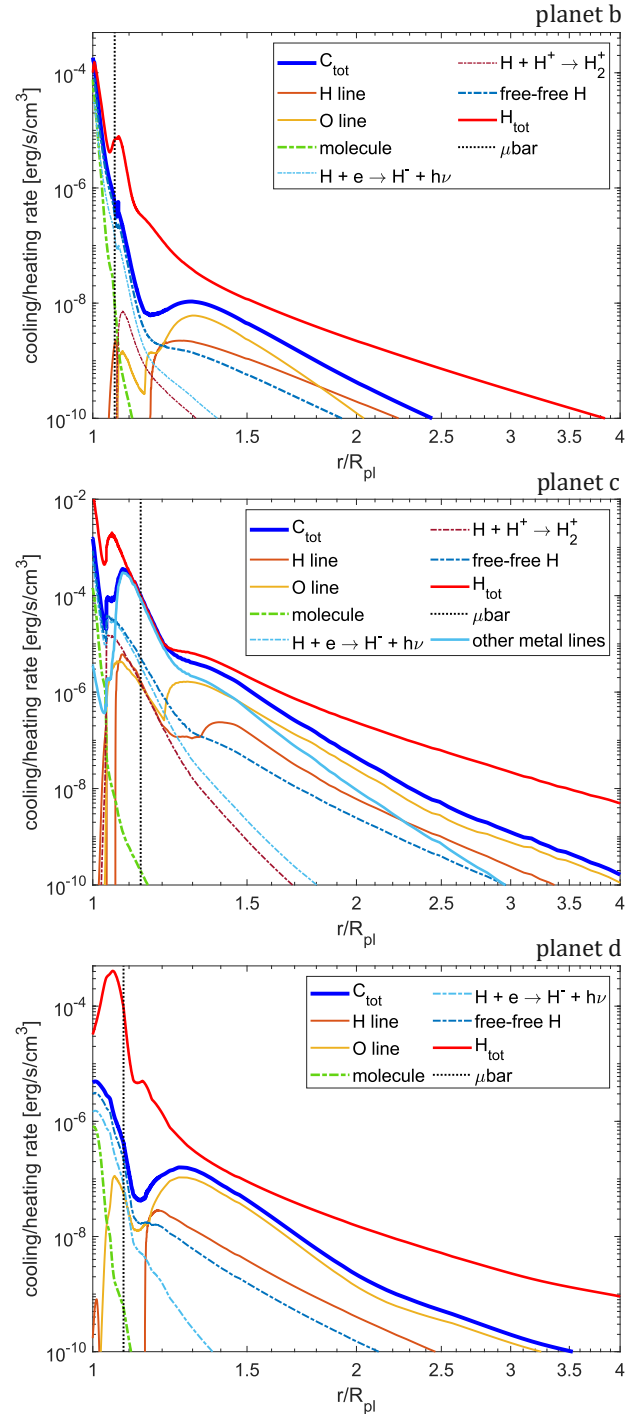 planet b
cooling/heating rate [erg/s/cm³]
10⁻⁴
10⁻⁶
10⁻⁸
10⁻¹⁰
C_tot
H line
O line
molecule
H + e → H⁻ + hν
H + H⁺ → H₂⁺
free-free H
H_tot
μbar
1 1.5 2 2.5 3 3.5 4
r/R_pl
planet c
cooling/heating rate [erg/s/cm³]
10⁻²
10⁻⁴
10⁻⁶
10⁻⁸
10⁻¹⁰
C_tot
H line
O line
molecule
H + e → H⁻ + hν
H + H⁺ → H₂⁺
free-free H
H_tot
μbar
other metal lines
1 1.5 2 2.5 3 3.5 4
r/R_pl
planet d
cooling/heating rate [erg/s/cm³]
10⁻⁴
10⁻⁶
10⁻⁸
10⁻¹⁰
C_tot
H line
O line
molecule
H + e → H⁻ + hν
free-free H
H_tot
μbar
1 1.5 2 2.5 3 3.5 4
r/R_pl